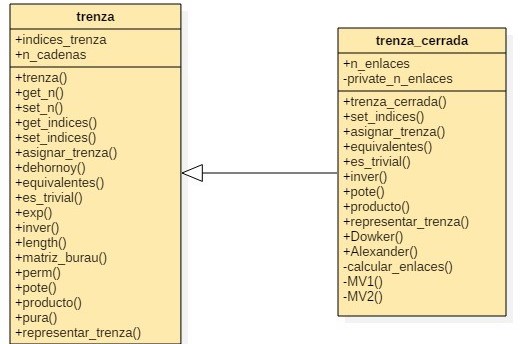 trenza
+indices_trenza
+n_cadenas
+trenza()
+get_n()
+set_n()
+get_indices()
+set_indices()
+asignar_trenza()
+dehornoy()
+equivalentes()
+es_trivial()
+exp()
+inver()
+length()
+matriz_burau()
+perm()
+pote()
+producto()
+pura()
+representar_trenza()
trenza_cerrada
+n_enlaces
-private_n_enlaces
+trenza_cerrada()
+set_indices()
+asignar_trenza()
+equivalentes()
+es_trivial()
+inver()
+pote()
+producto()
+representar_trenza()
+Dowker()
+Alexander()
-calcular_enlaces()
-MV1()
-MV2()